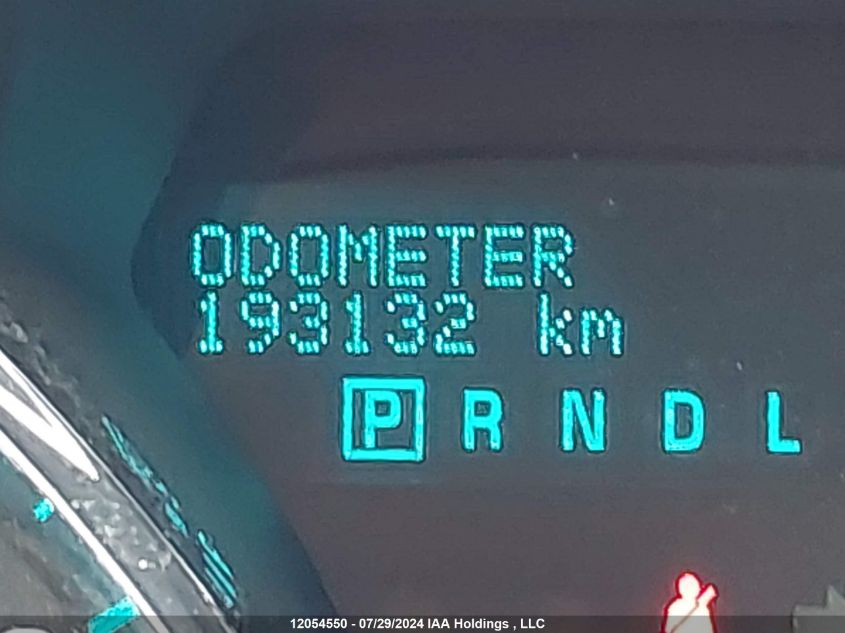 ODOMETER
193132 km
P R N D L
12054550 - 07/29/2024 IAA Holdings , LLC